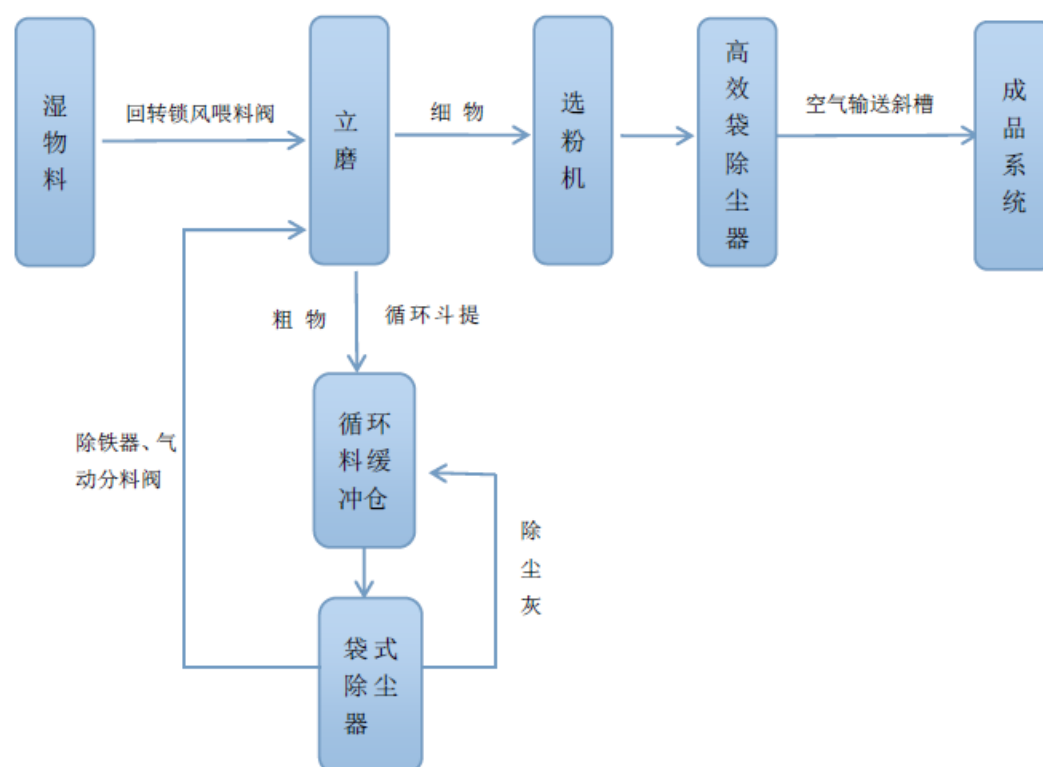 湿物料
回转锁风喂料阀
立磨
细 物
选粉机
高效袋除尘器
空气输送斜槽
成品系统
粗 物
循环斗提
循环
料缓
冲仓
除铁器、气
动分料阀
除尘灰
袋式
除尘
器